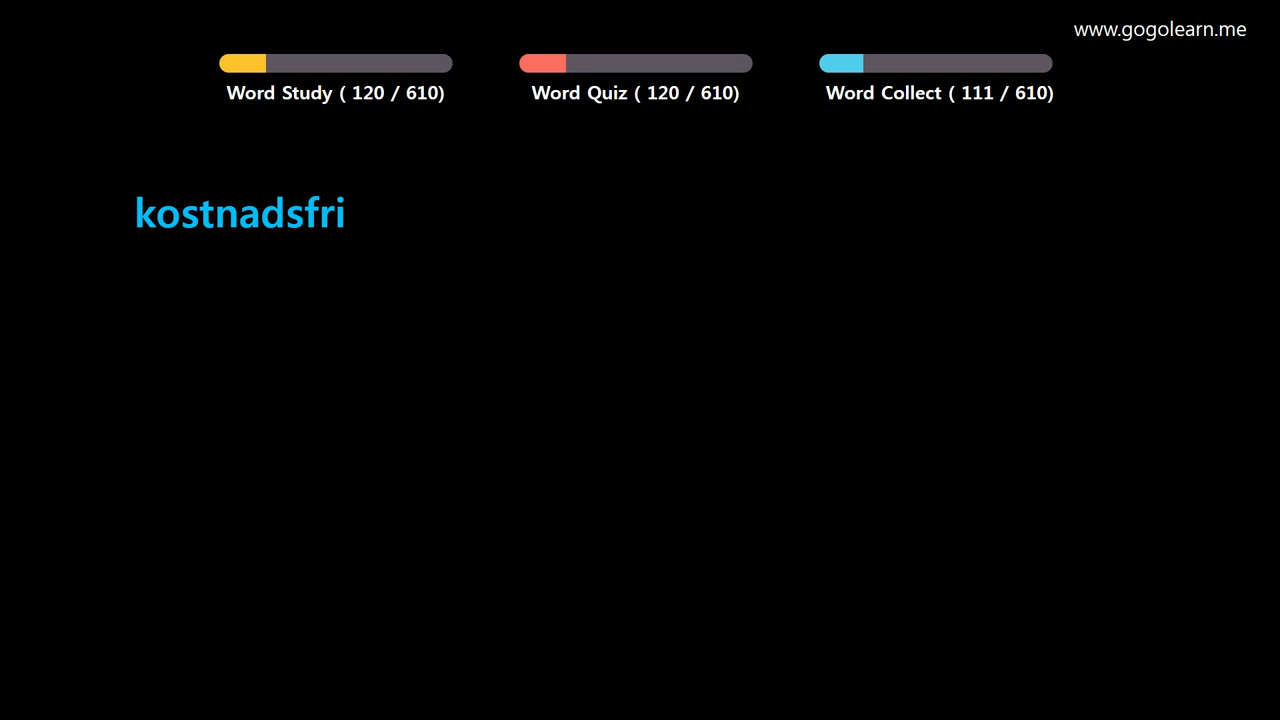 www.gogolearn.me
Word Study ( 120 / 610)
Word Quiz ( 120 / 610)
Word Collect ( 111 / 610)
kostnadsfri